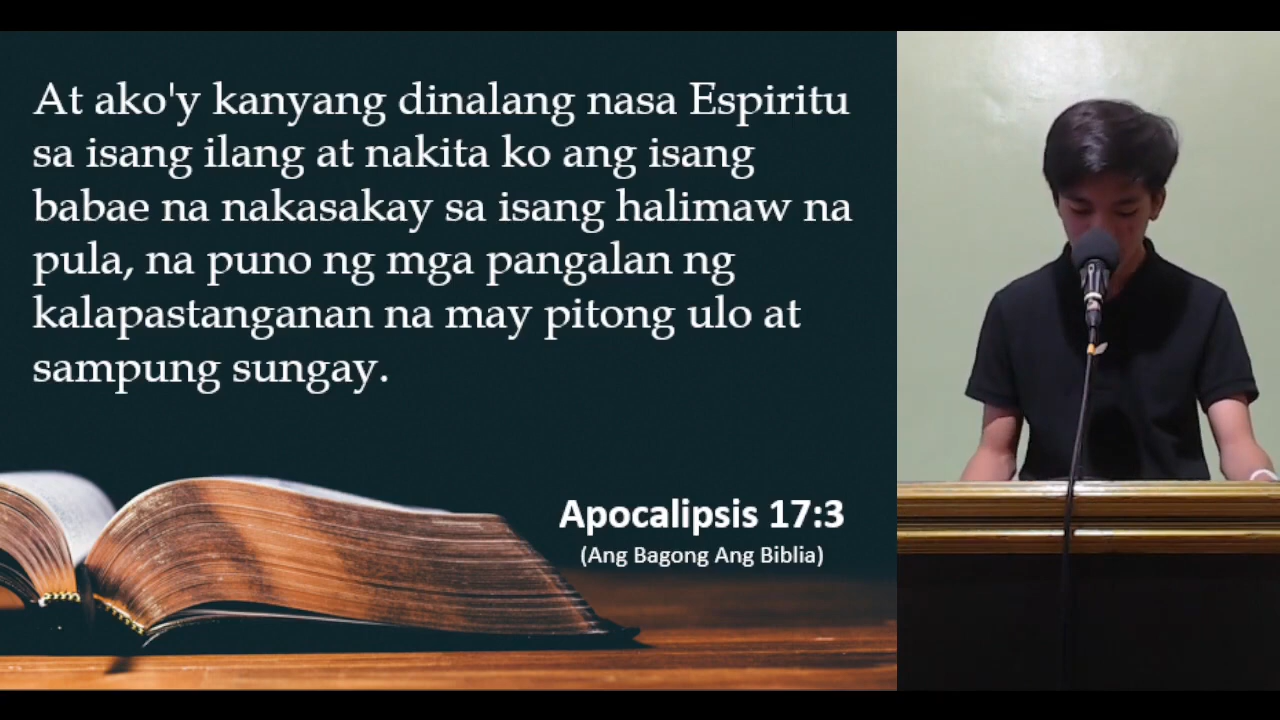 At ako'y kanyang dinalang nasa Espiritu
sa isang ilang at nakita ko ang isang
babae na nakasakay sa isang halimaw na
pula, na puno ng mga pangalan ng
kalapastanganan na may pitong ulo at
sampung sungay.
Apocalipsis 17:3
(Ang Bagong Ang Biblia)